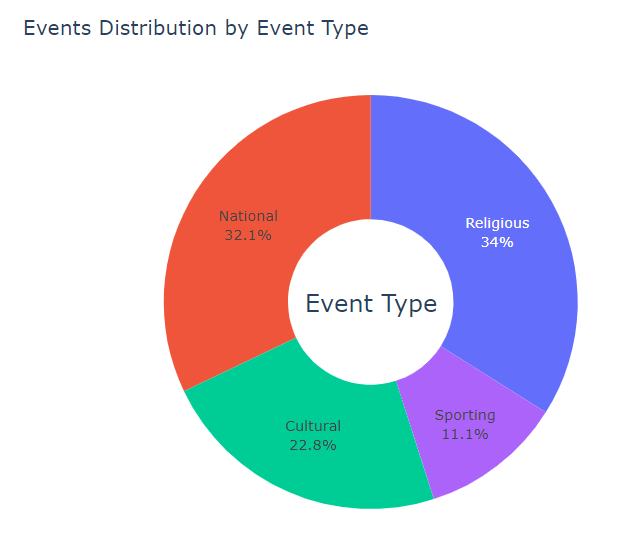 Events Distribution by Event Type
National
32.1%
Religious
34%
Event Type
Cultural
22.8%
Sporting
11.1%